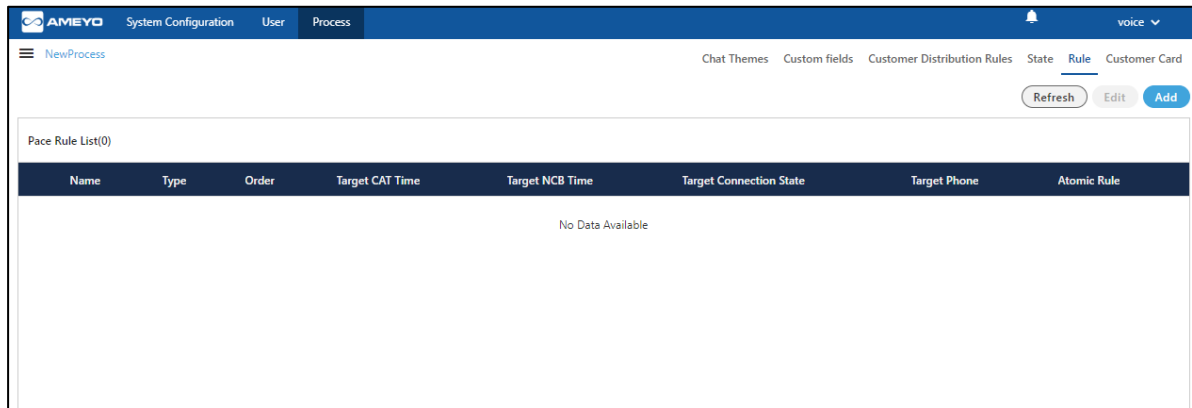 AMEYO System Configuration User Process voice
NewProcess Chat Themes Custom fields Customer Distribution Rules State Rule Customer Card
Refresh Edit Add
Pace Rule List(0)
Name Type Order Target CAT Time Target NCB Time Target Connection State Target Phone Atomic Rule
No Data Available